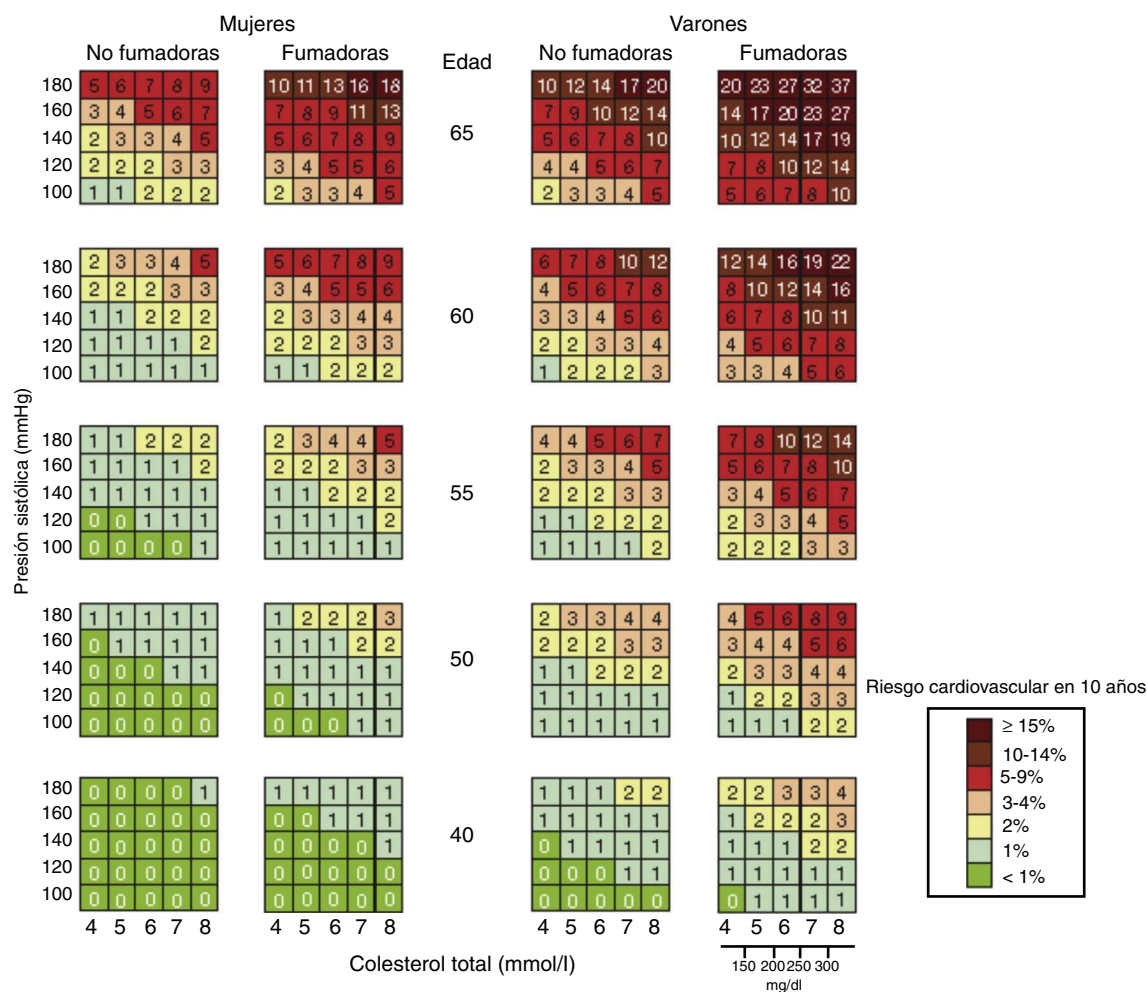 Mujeres Varones
No fumadoras Fumadoras Edad No fumadoras Fumadoras
180 5 6 7 8 9 10 11 13 16 18 10 12 14 17 20 20 23 27 32 37
160 3 4 5 6 7 7 8 9 11 13 7 9 10 12 14 14 17 20 23 27
65
140 2 3 3 4 5 5 6 7 8 9 5 6 7 8 10 10 12 14 17 19
120 2 2 2 3 3 3 4 5 5 6 4 4 5 6 7 7 8 10 12 14
100 1 1 2 2 2 2 3 3 4 5 2 3 3 4 5 5 6 7 8 10
180 2 3 3 4 5 5 6 7 8 9 6 7 8 10 12 12 14 16 19 22
160 2 2 2 3 3 3 4 5 5 6 4 5 6 7 8 8 10 12 14 16
140 1 1 2 2 2 2 3 3 4 4 60 3 3 4 5 6 6 7 8 10 11
120 1 1 1 1 2 2 2 2 3 3 2 2 3 3 4 4 5 6 7 8
100 1 1 1 1 1 1 1 2 2 2 1 2 2 2 3 3 3 4 5 6
180 1 1 2 2 2 2 3 4 4 5 4 4 5 6 7 7 8 10 12 14
160 1 1 1 1 2 2 2 2 3 3 2 3 3 4 5 5 6 7 8 10
140 1 1 1 1 1 1 1 2 2 2 55 2 2 2 3 3 3 4 5 6 7
120 0 0 1 1 1 1 1 1 1 2 1 1 2 2 2 2 3 3 4 5
100 0 0 0 0 1 1 1 1 1 1 1 1 1 1 2 2 2 2 3 3
180 1 1 1 1 1 1 2 2 2 3 2 3 3 4 4 4 5 6 8 9
160 0 1 1 1 1 1 1 1 2 2 2 2 2 3 3 3 4 4 5 6
50
140 0 0 0 1 1 1 1 1 1 1 1 1 2 2 2 2 3 3 4 4
120 0 0 0 0 0 0 1 1 1 1 1 1 1 1 1 1 2 2 3 3
100 0 0 0 0 0 0 0 0 1 1 1 1 1 1 1 1 1 1 2 2
180 0 0 0 0 1 1 1 1 1 1 1 1 1 2 2 2 2 3 3 4
160 0 0 0 0 0 0 0 1 1 1 1 1 1 1 1 1 2 2 2 3
140 0 0 0 0 0 0 0 0 0 1 40 0 1 1 1 1 1 1 1 2 2
120 0 0 0 0 0 0 0 0 0 0 0 0 0 1 1 1 1 1 1 1
100 0 0 0 0 0 0 0 0 0 0 0 0 0 0 0 0 1 1 1 1
4 5 6 7 8 4 5 6 7 8 4 5 6 7 8 4 5 6 7 8
Presión sistólica (mmHg)
Colesterol total (mmol/l)
150 200 250 300
mg/dl
Riesgo cardiovascular en 10 años
≥ 15%
10-14%
5-9%
3-4%
2%
1%
< 1%